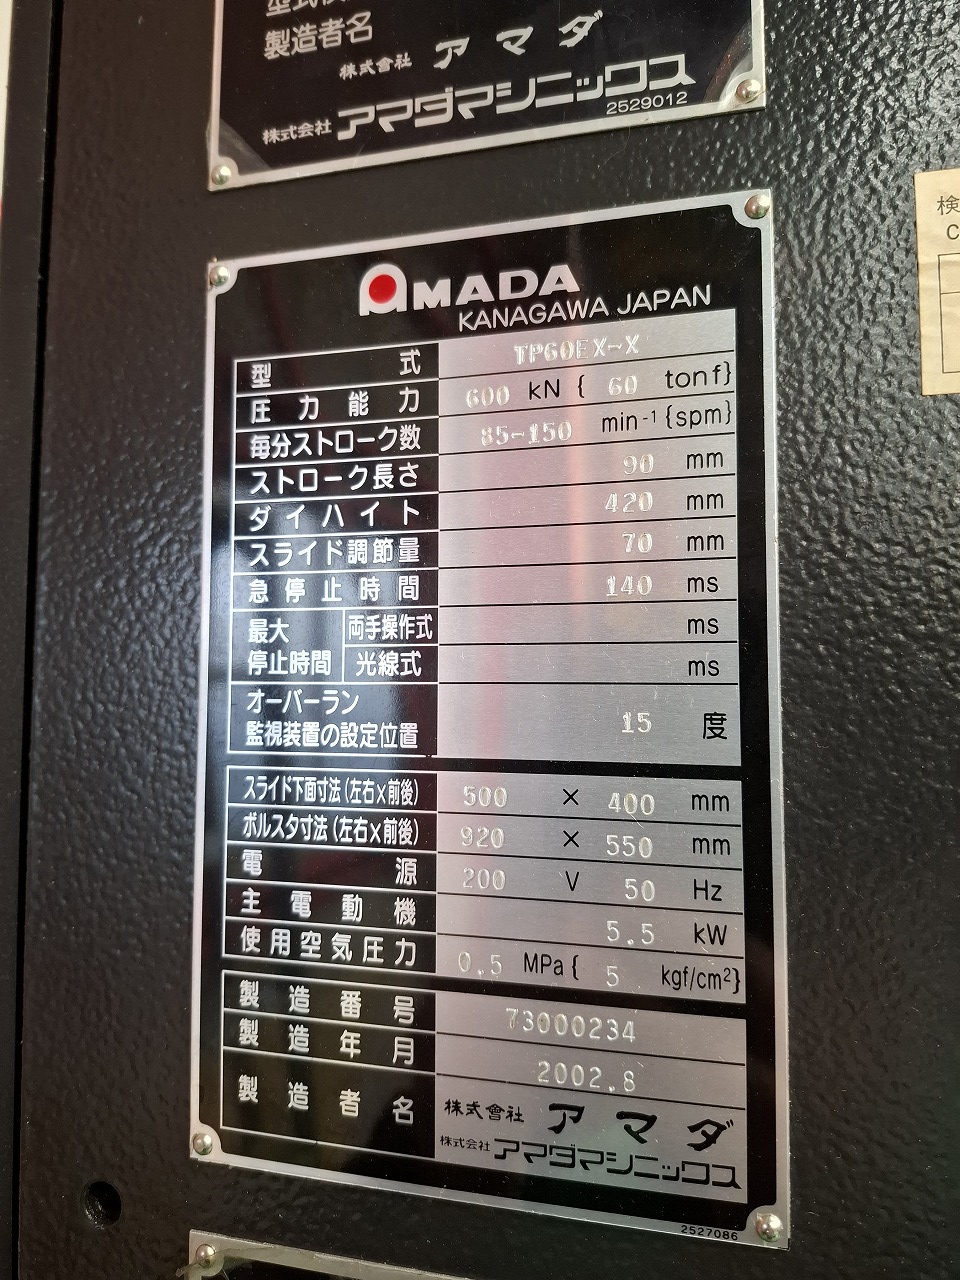 製造者名
株式會社 アマダ
株式会社 アマダマシニックス
2529012
検
C
AMADA
KANAGAWA JAPAN
型式 TP60EX-X
圧力能力 600 kN { 60 tonf}
毎分ストローク数 85-150 min-1 {spm}
ストローク長さ 90 mm
ダイハイト 420 mm
スライド調節量 70 mm
急停止時間 140 ms
最大停止時間 両手操作式 ms
光線式 ms
オーバーラン
監視装置の設定位置 15 度
スライド下面寸法(左右×前後) 500 × 400 mm
ボルスタ寸法(左右×前後) 920 × 550 mm
電源 200 V 50 Hz
主電動機 5.5 kW
使用空気圧力 0.5 MPa{ 5 kgf/cm²}
製造番号 73000234
製造年月 2002.8
製造者名 株式會社 アマダ
株式会社 アマダマシニックス
2527086